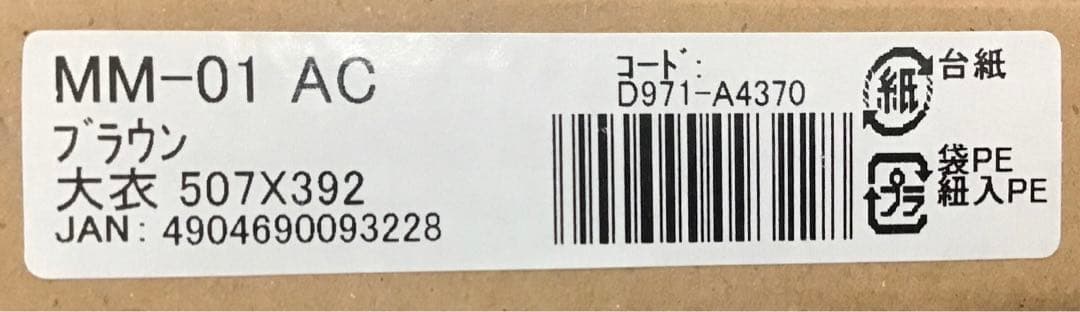 MM-01 AC
ブラウン
大衣 507X392
JAN: 4904690093228
コード:
D971-A4370
紙
台紙
プラ
袋PE
紐入PE